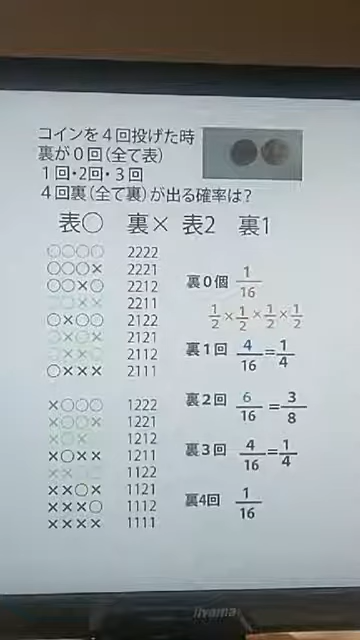 コインを4回投げた時
裏が0回(全て表)
1回・2回・3回
4回裏(全て裏)が出る確率は?
表○ 裏× 表2 裏1
○○○○ 2222
○○○× 2221
○○×○ 2212
○○×× 2211
○×○○ 2122
○×○× 2121
○××○ 2112
○××× 2111
×○○○ 1222
×○○× 1221
×○×○ 1212
×○×× 1211
××○○ 1122
××○× 1121
×××○ 1112
×××× 1111
裏0個 1/16
1/2×1/2×1/2×1/2
裏1回 4/16=1/4
裏2回 6/16=3/8
裏3回 4/16=1/4
裏4回 1/16
iiyama